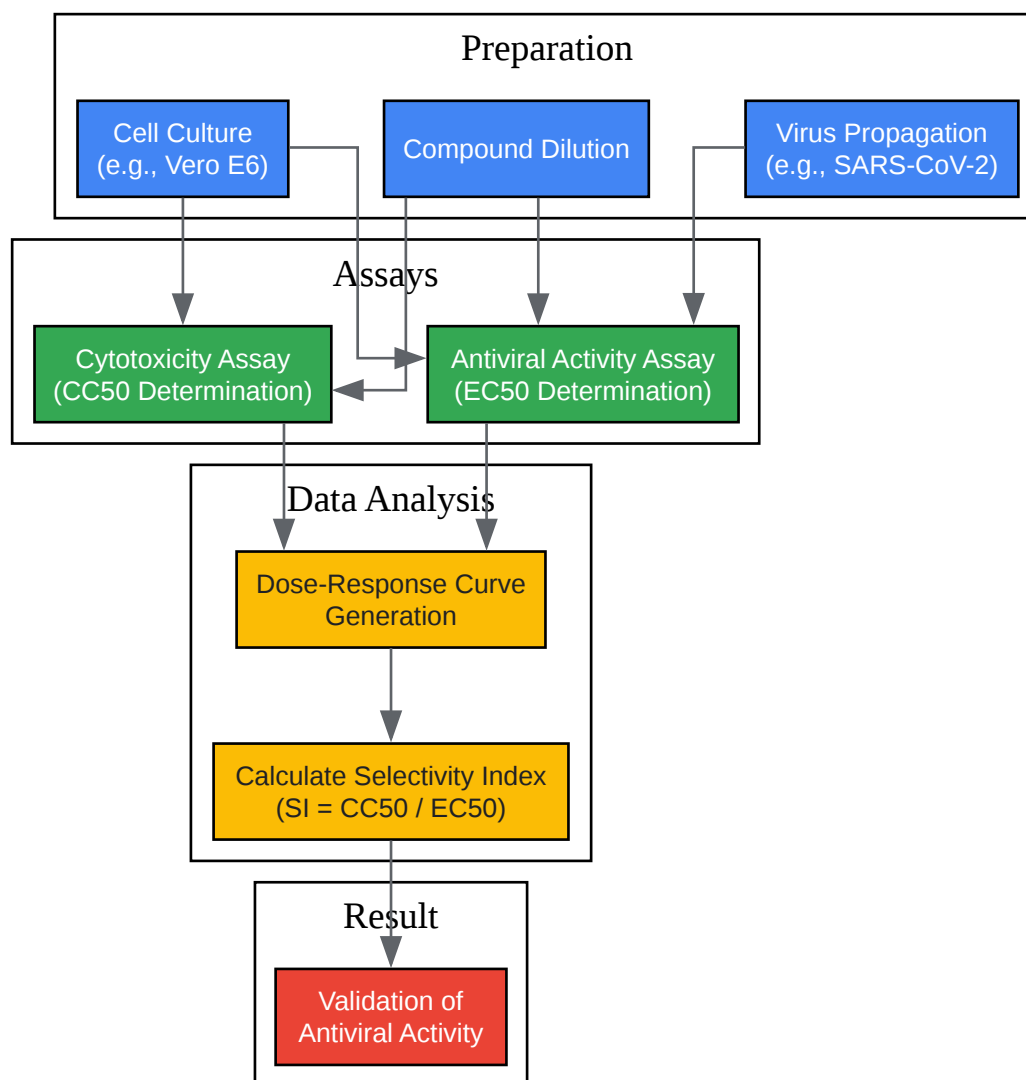 Preparation
Cell Culture
(e.g., Vero E6)
Compound Dilution
Virus Propagation
(e.g., SARS-CoV-2)
Assays
Cytotoxicity Assay
(CC50 Determination)
Antiviral Activity Assay
(EC50 Determination)
Data Analysis
Dose-Response Curve
Generation
Calculate Selectivity Index
(SI = CC50 / EC50)
Result
Validation of
Antiviral Activity